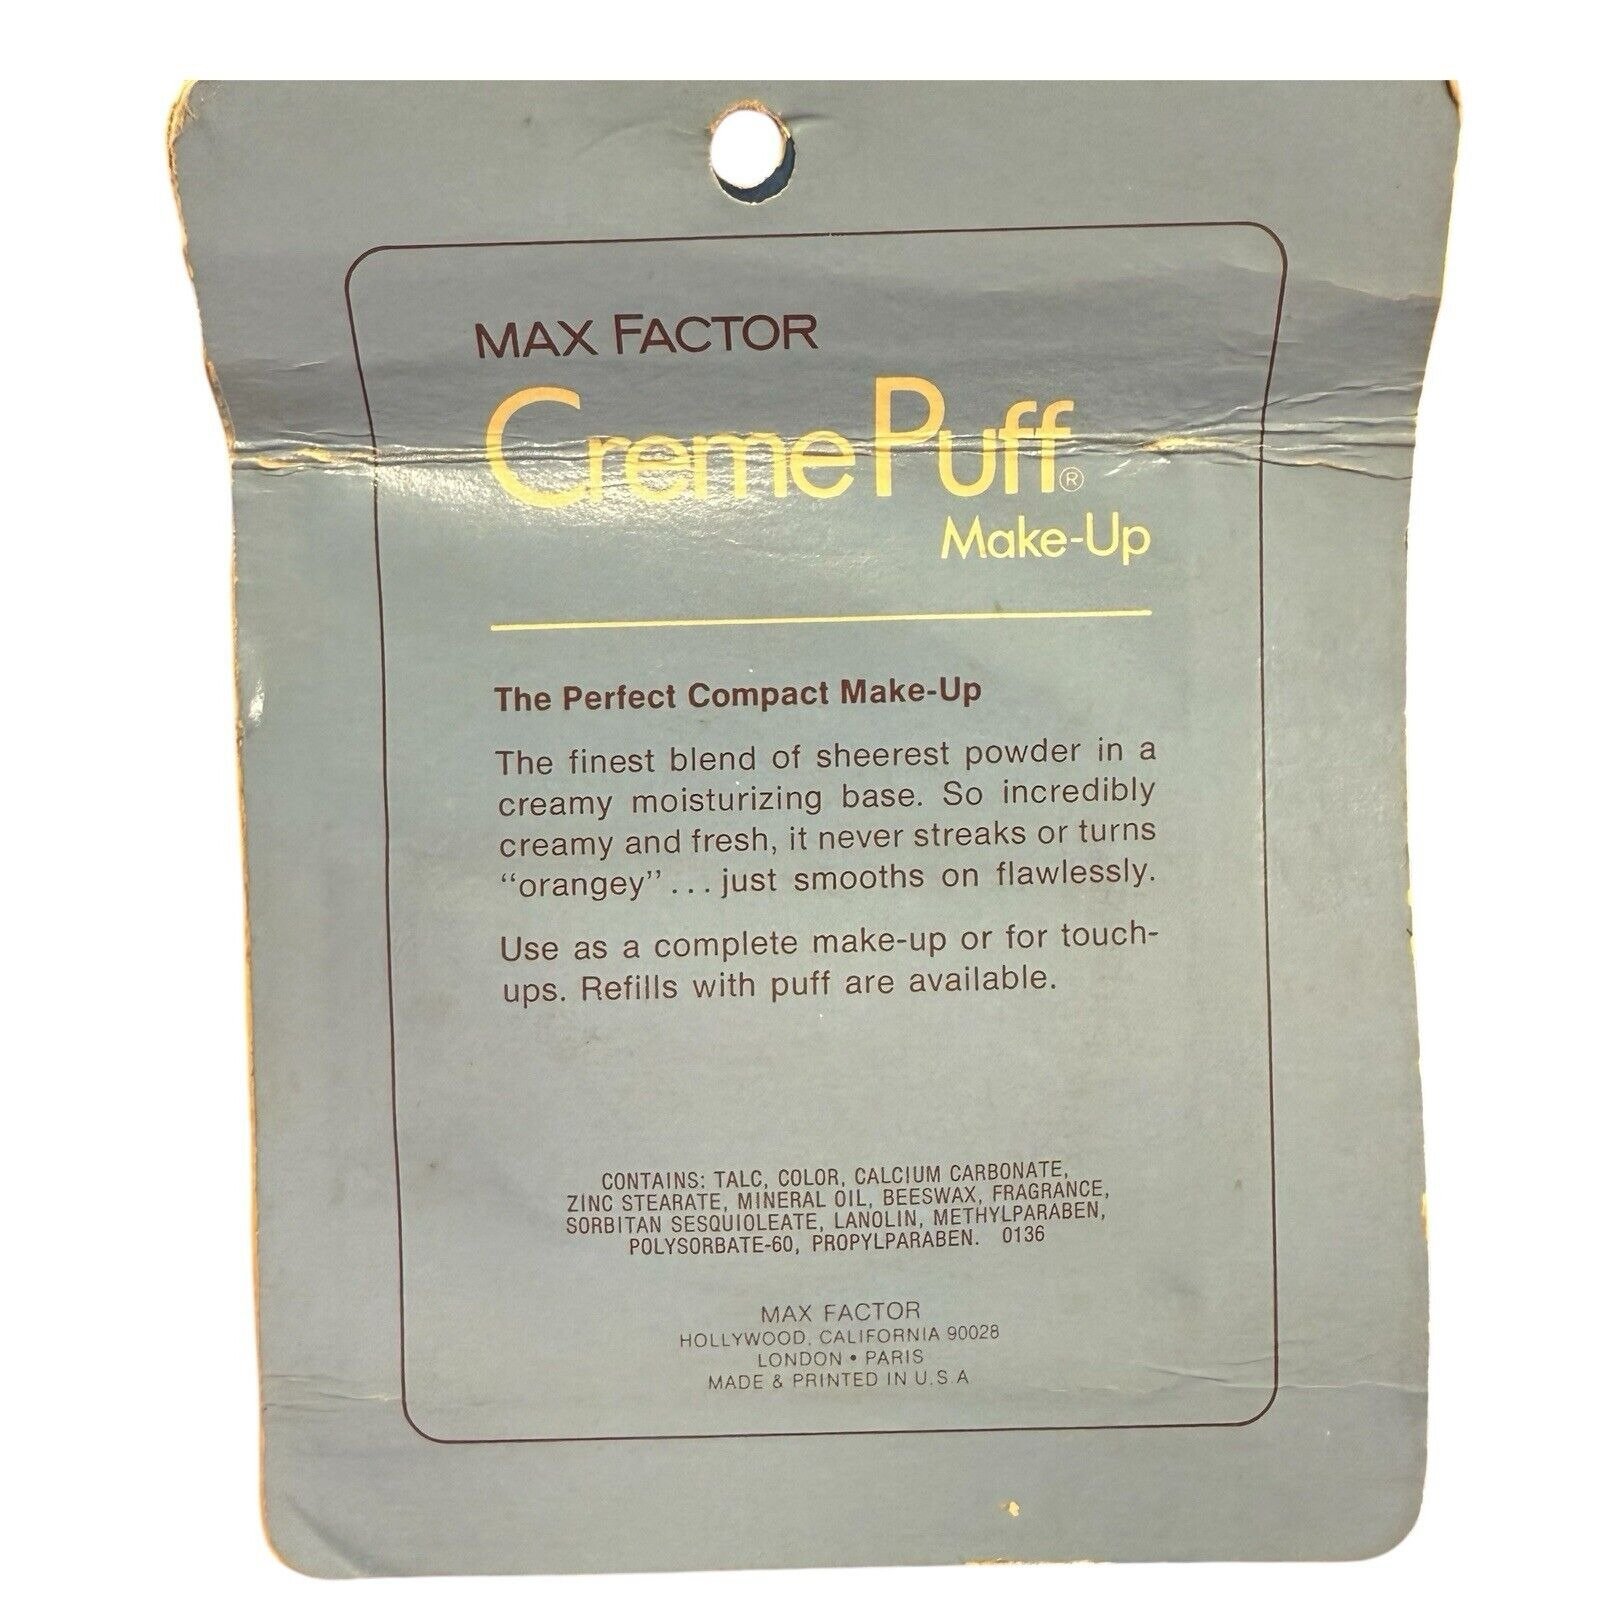 MAX FACTOR
Creme Puff®
Make-Up
The Perfect Compact Make-Up
The finest blend of sheerest powder in a
creamy moisturizing base. So incredibly
creamy and fresh, it never streaks or turns
“orangey”... just smooths on flawlessly.
Use as a complete make-up or for touch-
ups. Refills with puff are available.
CONTAINS: TALC, COLOR, CALCIUM CARBONATE,
ZINC STEARATE, MINERAL OIL, BEESWAX, FRAGRANCE,
SORBITAN SESQUIOLEATE, LANOLIN, METHYLPARABEN,
POLYSORBATE-60, PROPYLPARABEN. 0136
MAX FACTOR
HOLLYWOOD, CALIFORNIA 90028
LONDON • PARIS
MADE & PRINTED IN U.S A